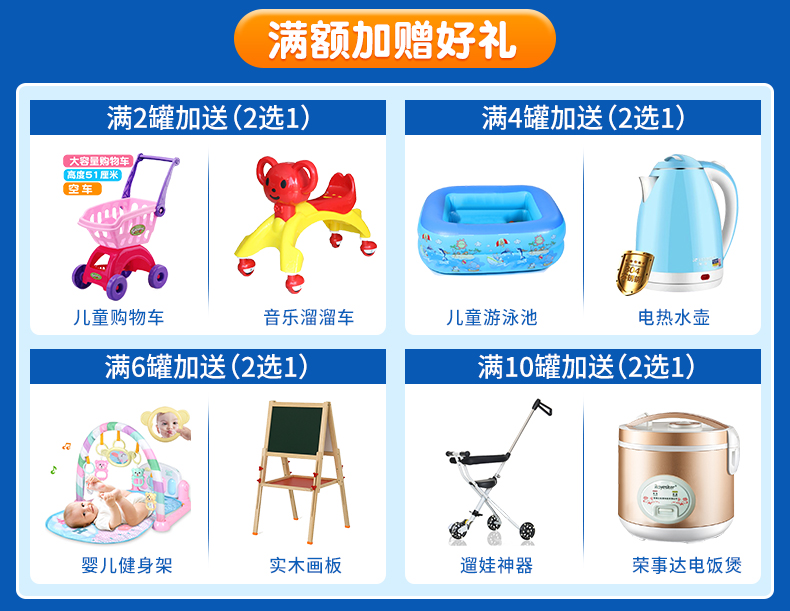 满额加赠好礼
满2罐加送(2选1)
大容量购物车
高度51厘米
空车
儿童购物车
音乐溜溜车
满4罐加送(2选1)
304
儿童游泳池
电热水壶
满6罐加送(2选1)
婴儿健身架
实木画板
满10罐加送(2选1)
Royalstar
遛娃神器
荣事达电饭煲